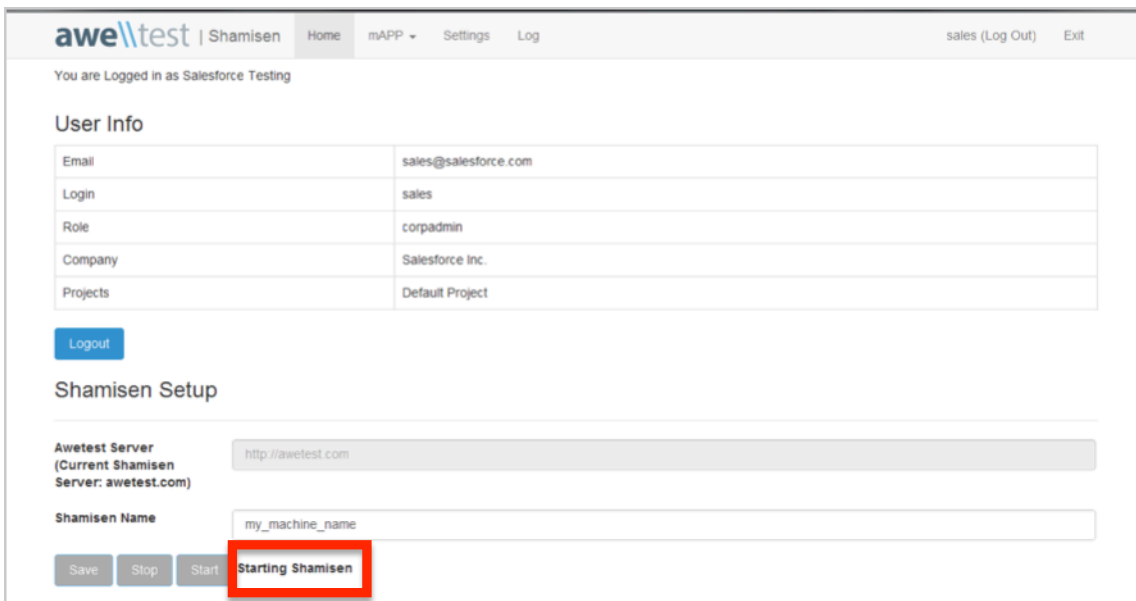 awe\\test | Shamisen Home mAPP Settings Log sales (Log Out) Exit
You are Logged in as Salesforce Testing
User Info
Email sales@salesforce.com
Login sales
Role corpadmin
Company Salesforce Inc.
Projects Default Project
Logout
Shamisen Setup
Awetest Server
(Current Shamisen
Server: awetest.com)
http://awetest.com
Shamisen Name my_machine_name
Save Stop Start Starting Shamisen